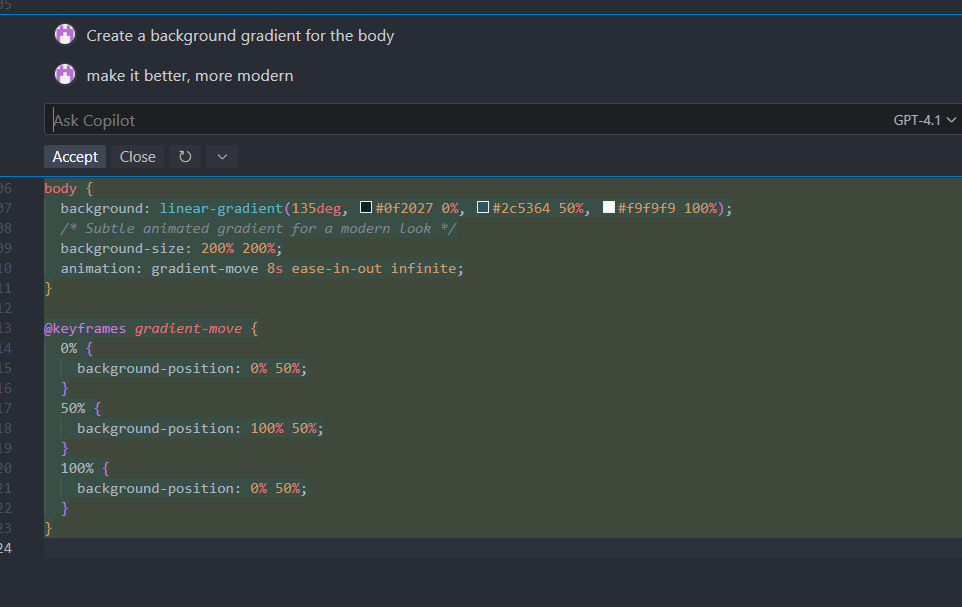 05
Create a background gradient for the body
make it better, more modern
Ask Copilot GPT-4.1
Accept Close
06 body {
07 background: linear-gradient(135deg, #0f2027 0%, #2c5364 50%, #f9f9f9 100%);
08 /* Subtle animated gradient for a modern look */
09 background-size: 200% 200%;
10 animation: gradient-move 8s ease-in-out infinite;
11 }
12
13 @keyframes gradient-move {
14 0% {
15 background-position: 0% 50%;
16 }
17 50% {
18 background-position: 100% 50%;
19 }
20 100% {
21 background-position: 0% 50%;
22 }
23 }
24